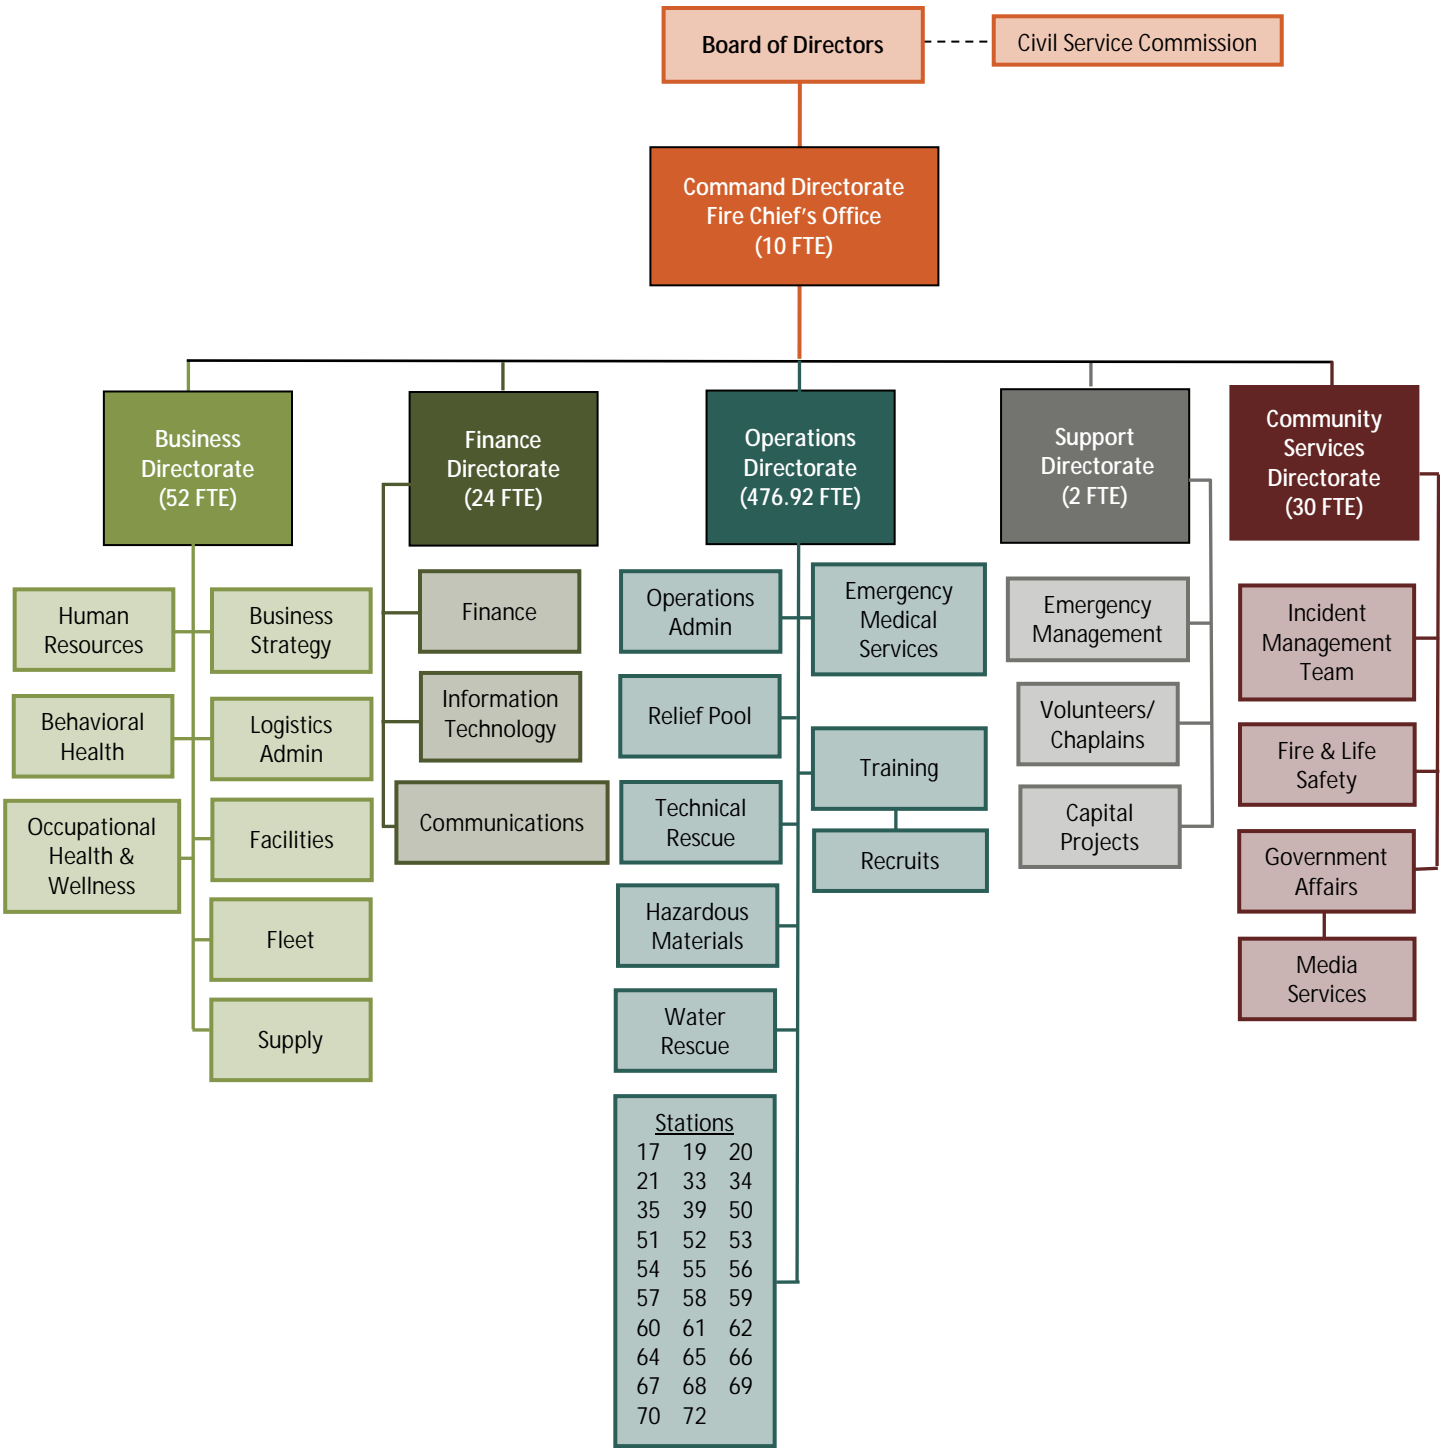 Board of Directors
Civil Service Commission
Command Directorate
Fire Chief's Office
(10 FTE)
Business
Directorate
(52 FTE)
Finance
Directorate
(24 FTE)
Operations
Directorate
(476.92 FTE)
Support
Directorate
(2 FTE)
Community
Services
Directorate
(30 FTE)
Human
Resources
Business
Strategy
Behavioral
Health
Logistics
Admin
Occupational
Health &
Wellness
Facilities
Fleet
Supply
Finance
Information
Technology
Communications
Operations
Admin
Emergency
Medical
Services
Relief Pool
Training
Technical
Rescue
Recruits
Hazardous
Materials
Water
Rescue
Stations
17 19 20
21 33 34
35 39 50
51 52 53
54 55 56
57 58 59
60 61 62
64 65 66
67 68 69
70 72
Emergency
Management
Volunteers/
Chaplains
Capital
Projects
Incident
Management
Team
Fire & Life
Safety
Government
Affairs
Media
Services